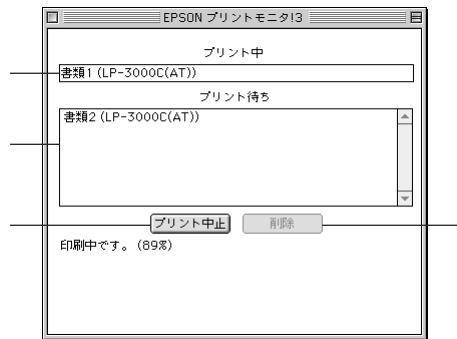 EPSON プリントモニタ!3
プリント中
書類1 (LP-3000C(AT))
プリント待ち
書類2 (LP-3000C(AT))
プリント中止 削除
印刷中です。(89%)